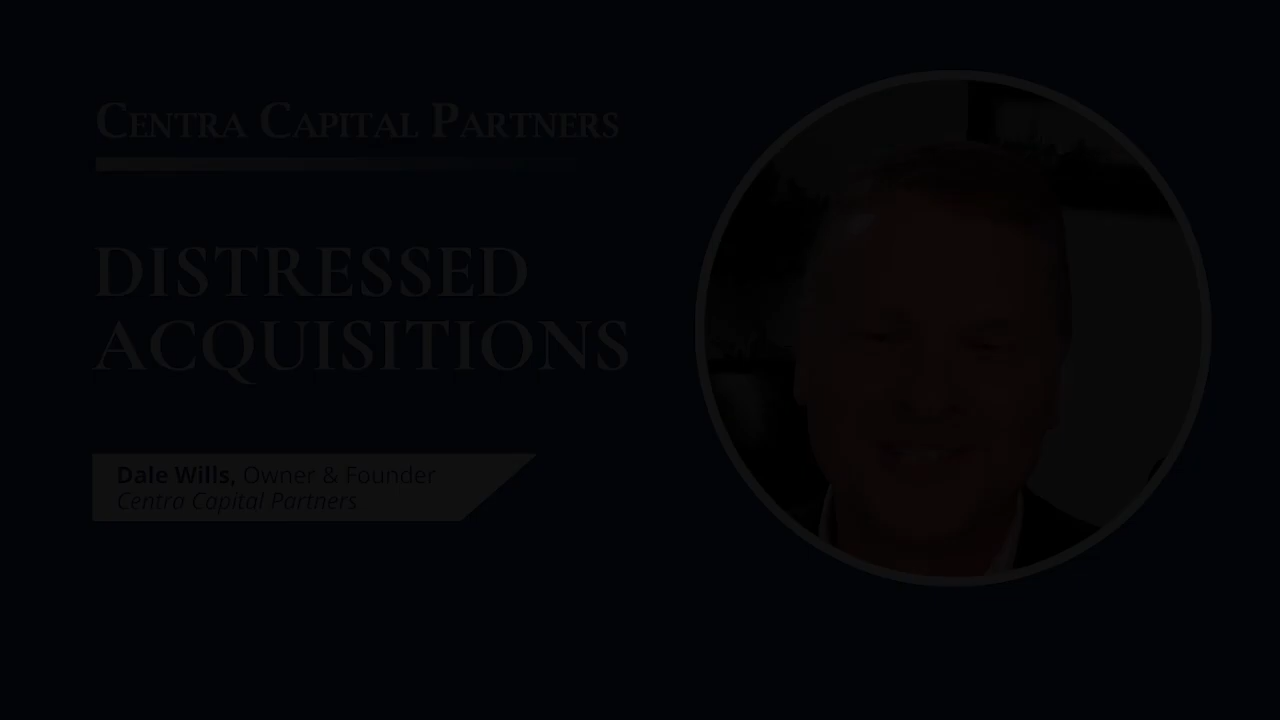 Centra Capital Partners
DISTRESSED
ACQUISITIONS
Dale Wills, Owner & Founder
Centra Capital Partners